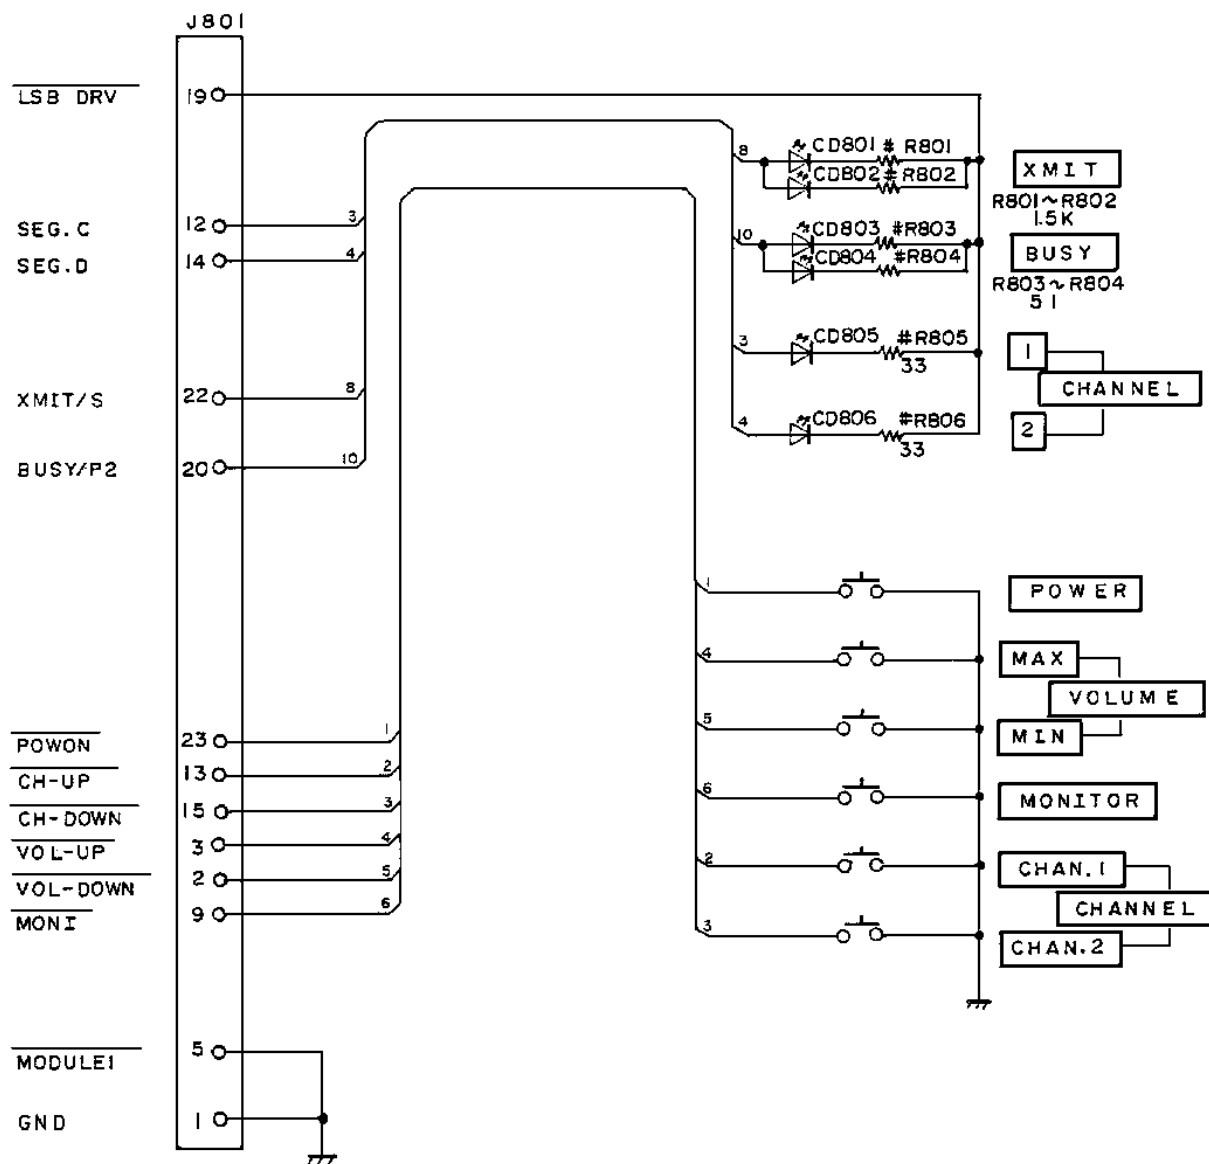 J801
LSB DRV
19
8
CD801 # R801
XMIT
CD802 # R802
R801~R802
1.5K
SEG.C
12
3
10
CD803 #R803
BUSY
SEG.D
14
4
CD804 #R804
R803~R804
51
3
CD805 #R805
33
1
CHANNEL
XMIT/S
22
8
4
CD806 #R806
33
2
BUSY/P2
20
10
1
POWER
4
MAX
VOLUME
5
MIN
POWON
23
1
CH-UP
13
2
6
MONITOR
CH-DOWN
15
3
VOL-UP
3
4
2
CHAN.1
VOL-DOWN
2
5
CHANNEL
MONI
9
6
3
CHAN.2
MODULE1
5
GND
1